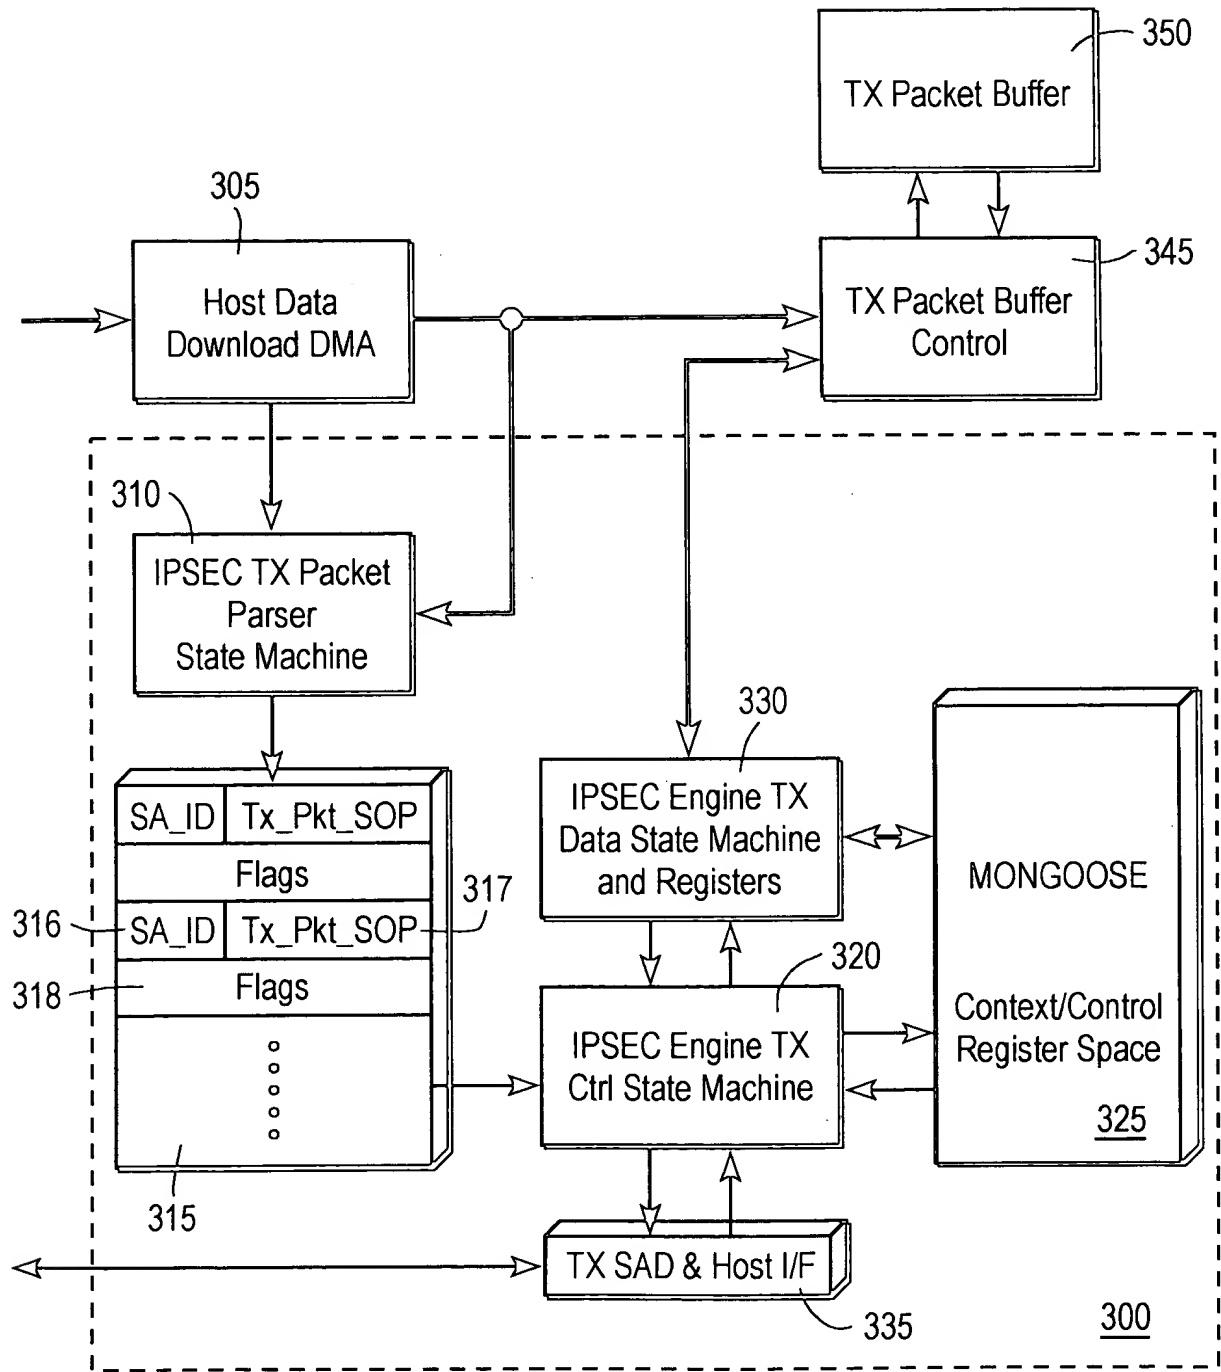 350
TX Packet Buffer
305
345
Host Data
Download DMA
TX Packet Buffer
Control
310
IPSEC TX Packet
Parser
State Machine
330
SA_ID
Tx_Pkt_SOP
Flags
316
SA_ID
Tx_Pkt_SOP
317
318
Flags
IPSEC Engine TX
Data State Machine
and Registers
MONGOOSE
320
IPSEC Engine TX
Ctrl State Machine
Context/Control
Register Space
325
315
TX SAD & Host I/F
335
300